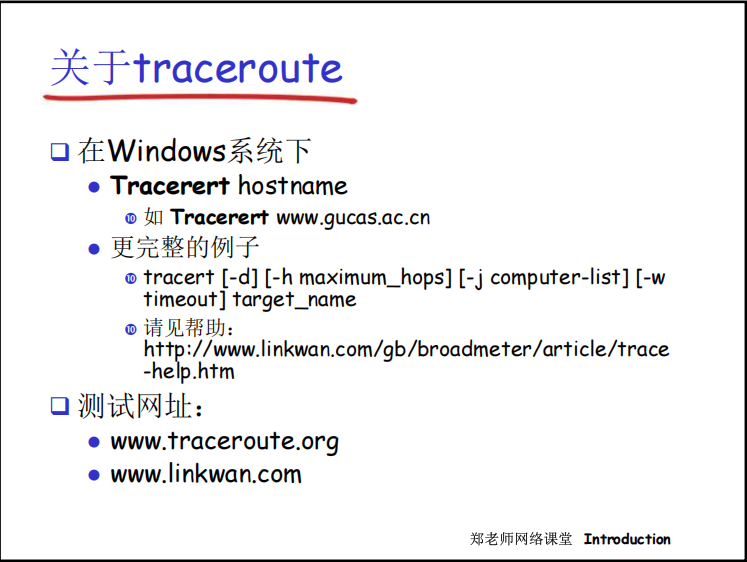 关于traceroute
在Windows系统下
Tracerert hostname
如 Tracerert www.gucas.ac.cn
更完整的例子
tracert [-d] [-h maximum_hops] [-j computer-list] [-w
timeout] target_name
请见帮助：
http://www.linkwan.com/gb/broadmeter/article/trace
-help.htm
测试网址：
www.traceroute.org
www.linkwan.com
郑老师网络课堂 Introduction